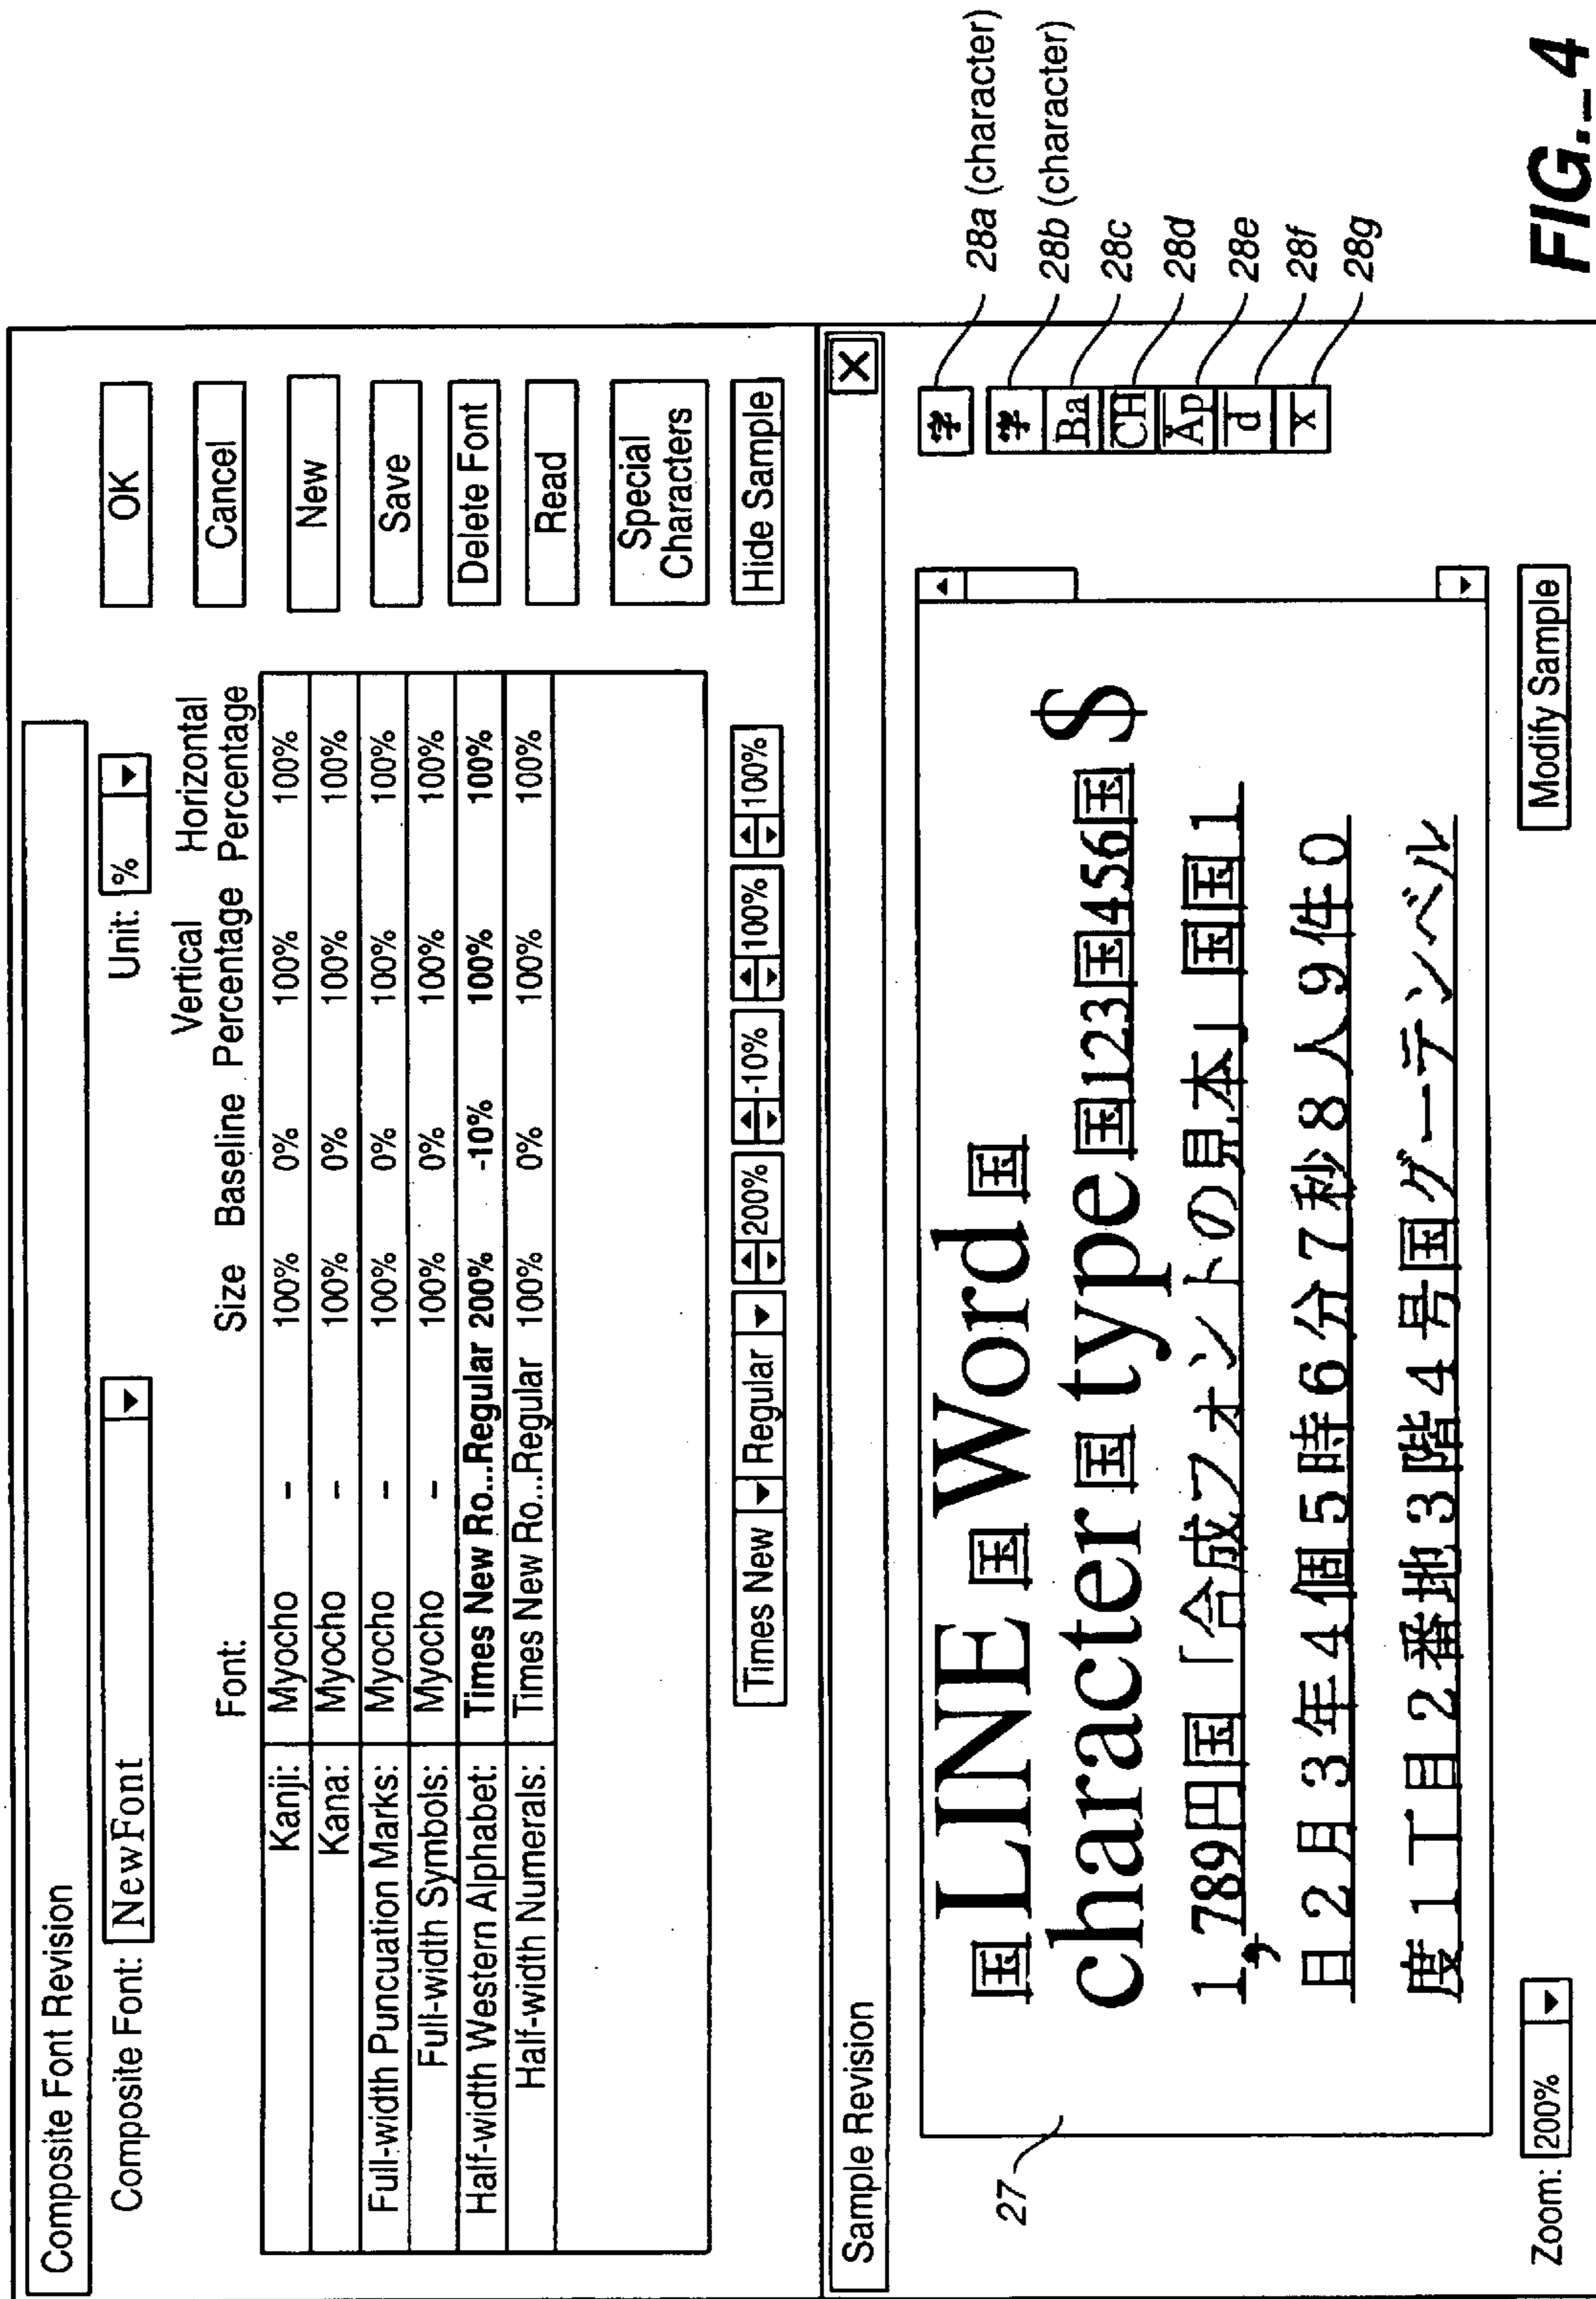 Composite Font Revision
Composite Font: NewFont
Unit: %
OK
Cancel
New
Save
Delete Font
Read
Special
Characters
Hide Sample
Font: Size Baseline Vertical Percentage Horizontal Percentage
Kanji: Myocho – 100% 0% 100% 100%
Kana: Myocho – 100% 0% 100% 100%
Full-width Puncuation Marks: Myocho – 100% 0% 100% 100%
Full-width Symbols: Myocho – 100% 0% 100% 100%
Half-width Western Alphabet: Times New Ro...Regular 200% -10% 100% 100%
Half-width Numerals: Times New Ro...Regular 100% 0% 100% 100%
Times New Regular 200% -10% 100% 100%
Sample Revision
X
国LINE国Word国
character国type国123国456国$
1,789円国「合成フォントの見本」国国1
日2月3年4個5時6分7秒8人9件0
度1丁目2番地3階4号国グーテンベル
27
字 28a (character)
字 28b (character)
Ba 28c
CH 28d
Äp 28e
d 28f
x 28g
Zoom: 200%
Modify Sample
FIG._4